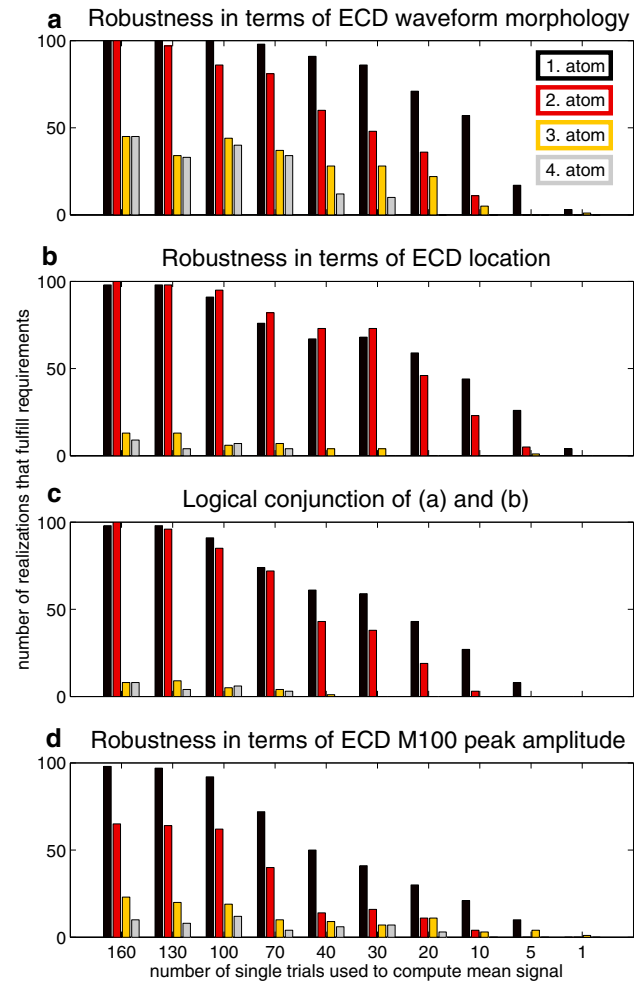 a Robustness in terms of ECD waveform morphology
100
50
0
1. atom
2. atom
3. atom
4. atom
b Robustness in terms of ECD location
100
50
0
c Logical conjunction of (a) and (b)
100
50
0
d Robustness in terms of ECD M100 peak amplitude
100
50
0
160 130 100 70 40 30 20 10 5 1
number of single trials used to compute mean signal
number of realizations that fulfill requirements